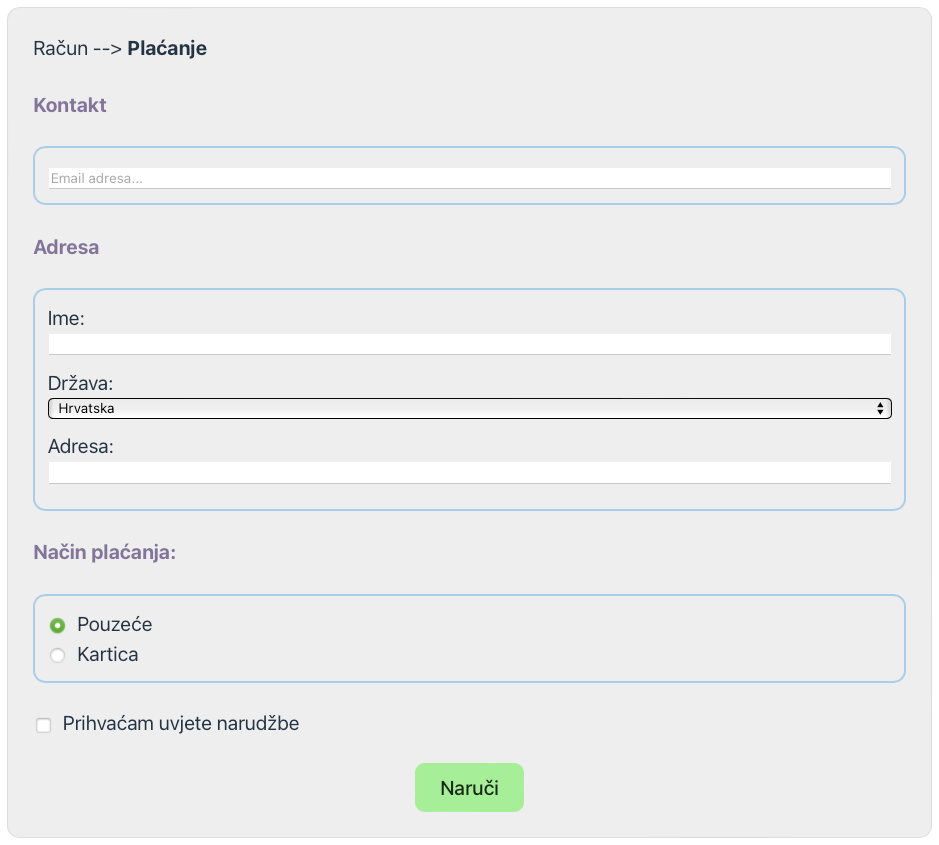 Račun --> Plaćanje
Kontakt
Email adresa...
Adresa
Ime:
Država:
Hrvatska
Adresa:
Način plaćanja:
Pouzeće
Kartica
Prihvaćam uvjete narudžbe
Naruči